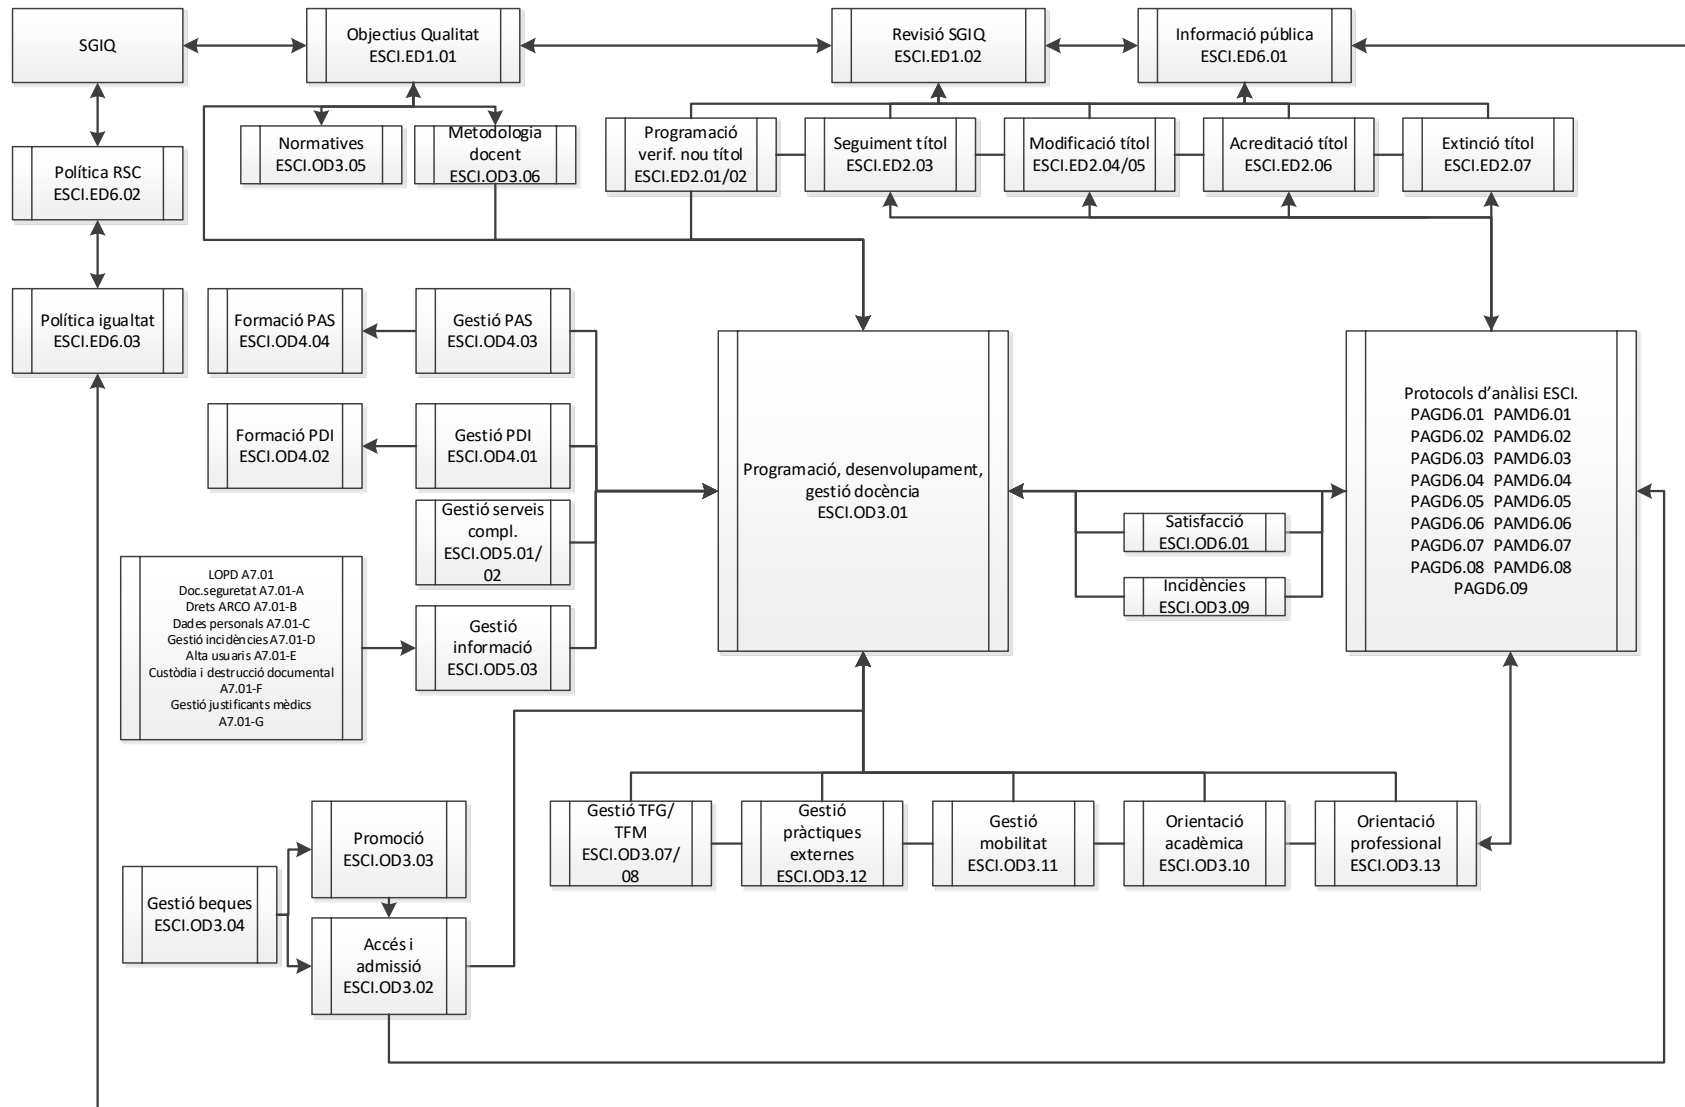 SGIQ
Objectius Qualitat
ESCI.ED1.01
Revisió SGIQ
ESCI.ED1.02
Informació pública
ESCI.ED6.01
Normatives
ESCI.OD3.05
Metodologia
docent
ESCI.OD3.06
Programació
verif. nou títol
ESCI.ED2.01/02
Seguiment títol
ESCI.ED2.03
Modificació títol
ESCI.ED2.04/05
Acreditació títol
ESCI.ED2.06
Extinció títol
ESCI.ED2.07
Política RSC
ESCI.ED6.02
Política igualtat
ESCI.ED6.03
Formació PAS
ESCI.OD4.04
Gestió PAS
ESCI.OD4.03
Formació PDI
ESCI.OD4.02
Gestió PDI
ESCI.OD4.01
Gestió serveis
compl.
ESCI.OD5.01/
02
LOPD A7.01
Doc.seguretat A7.01-A
Drets ARCO A7.01-B
Dades personals A7.01-C
Gestió incidències A7.01-D
Alta usuaris A7.01-E
Custòdia i destrucció documental
A7.01-F
Gestió justificants mèdics
A7.01-G
Gestió
informació
ESCI.OD5.03
Programació, desenvolupament,
gestió docència
ESCI.OD3.01
Satisfacció
ESCI.OD6.01
Incidències
ESCI.OD3.09
Protocols d’anàlisi ESCI.
PAGD6.01 PAMD6.01
PAGD6.02 PAMD6.02
PAGD6.03 PAMD6.03
PAGD6.04 PAMD6.04
PAGD6.05 PAMD6.05
PAGD6.06 PAMD6.06
PAGD6.07 PAMD6.07
PAGD6.08 PAMD6.08
PAGD6.09
Gestió TFG/
TFM
ESCI.OD3.07/
08
Gestió
pràctiques
externes
ESCI.OD3.12
Gestió
mobilitat
ESCI.OD3.11
Orientació
acadèmica
ESCI.OD3.10
Orientació
professional
ESCI.OD3.13
Promoció
ESCI.OD3.03
Gestió beques
ESCI.OD3.04
Accés i
admissió
ESCI.OD3.02